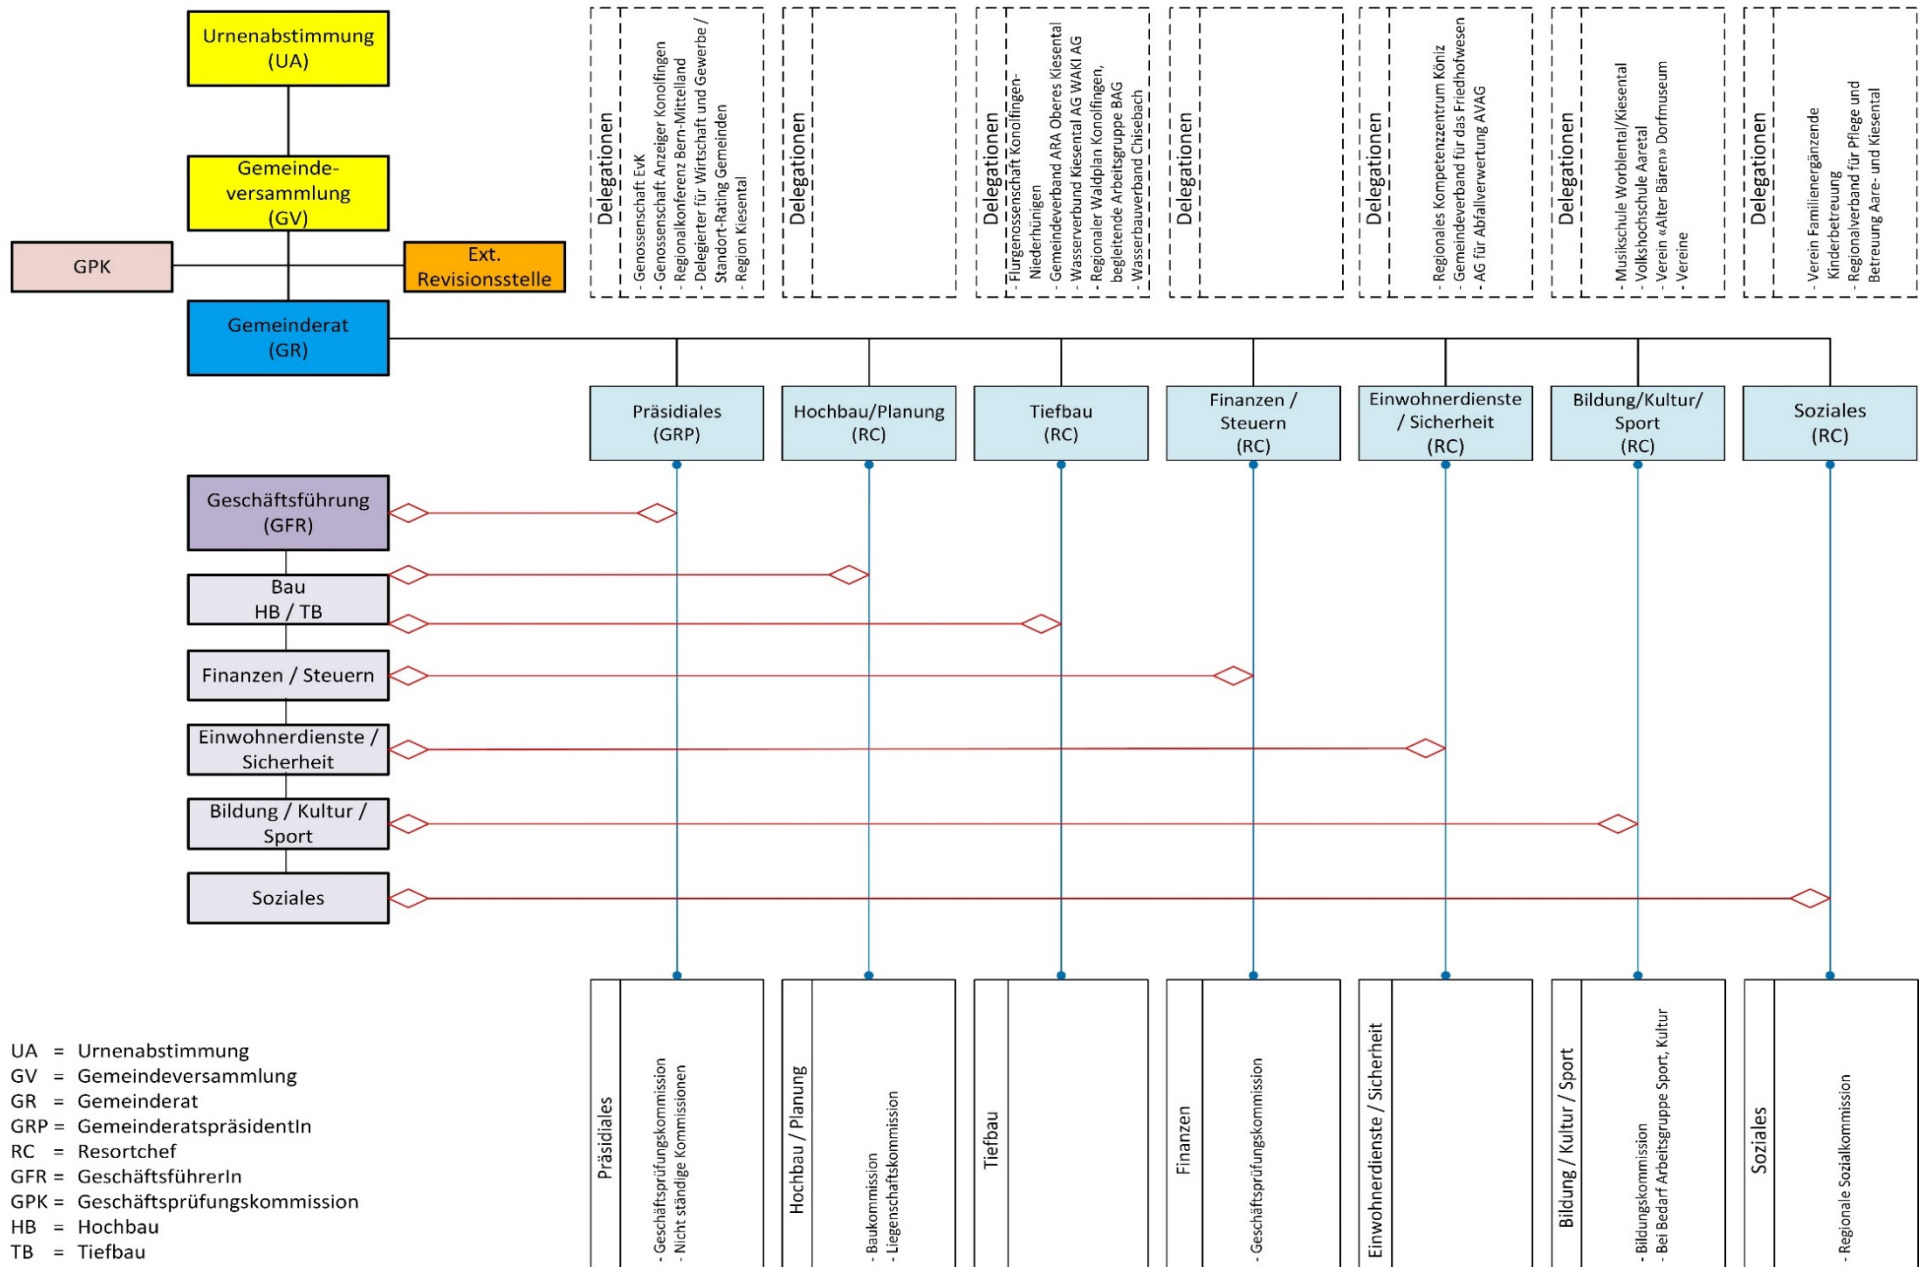 Urnenabstimmung
(UA)
Gemeinde-
versammlung
(GV)
GPK
Ext.
Revisionsstelle
Gemeinderat
(GR)
Delegationen
- Genossenschaft EvK
- Genossenschaft Anzeiger Konolfingen
- Regionalkonferenz Bern-Mittelland
- Delegierter für Wirtschaft und Gewerbe /
Standort-Rating Gemeinden
- Region Kiesental
Delegationen
Delegationen
- Flurgenossenschaft Konolfingen-
Niederhünigen
- Gemeindeverband ARA Oberes Kiesental
- Wasserverbund Kiesental AG WAKI AG
- Regionaler Waldplan Konolfingen,
begleitende Arbeitsgruppe BAG
- Wasserbauverband Chisebach
Delegationen
Delegationen
- Regionales Kompetenzzentrum Köniz
- Gemeindeverband für das Friedhofwesen
- AG für Abfallverwertung AVAG
Delegationen
- Musikschule Worblental/Kiesental
- Volkshochschule Aaretal
- Verein «Alter Bären» Dorfmuseum
- Vereine
Delegationen
- Verein Familienergänzende
Kinderbetreuung
- Regionalverband für Pflege und
Betreuung Aare- und Kiesental
Präsidiales
(GRP)
Hochbau/Planung
(RC)
Tiefbau
(RC)
Finanzen /
Steuern
(RC)
Einwohnerdienste
/ Sicherheit
(RC)
Bildung/Kultur/
Sport
(RC)
Soziales
(RC)
Geschäftsführung
(GFR)
Bau
HB / TB
Finanzen / Steuern
Einwohnerdienste /
Sicherheit
Bildung / Kultur /
Sport
Soziales
UA = Urnenabstimmung
GV = Gemeindeversammlung
GR = Gemeinderat
GRP = GemeinderatspräsidentIn
RC = Resortchef
GFR = GeschäftsführerIn
GPK = Geschäftsprüfungskommission
HB = Hochbau
TB = Tiefbau
Präsidiales
- Geschäftsprüfungskommission
- Nicht ständige Kommissionen
Hochbau / Planung
- Baukommission
- Liegenschaftskommission
Tiefbau
Finanzen
- Geschäftsprüfungskommission
Einwohnerdienste / Sicherheit
Bildung / Kultur / Sport
- Bildungskommission
- Bei Bedarf Arbeitsgruppe Sport, Kultur
Soziales
- Regionale Sozialkommission